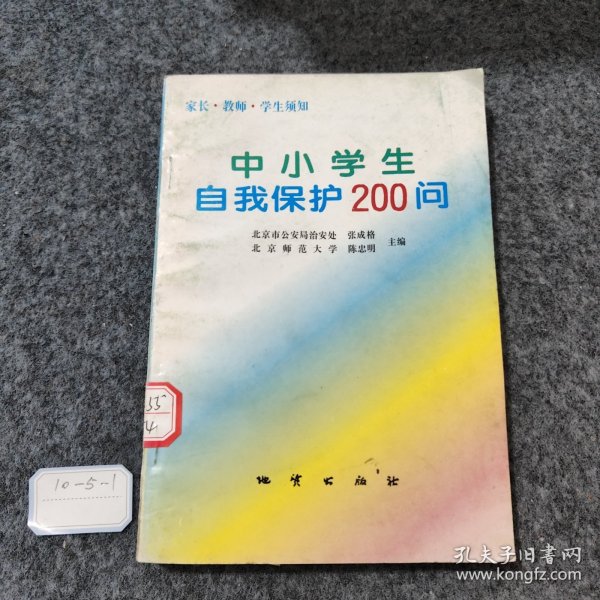 家长·教师·学生须知
中小学生
自我保护200问
北京市公安局治安处 张成格
北京师范大学 陈忠明
主编
55
41
10-5-1
地质出版社
孔夫子旧书网
www.kongfz.com